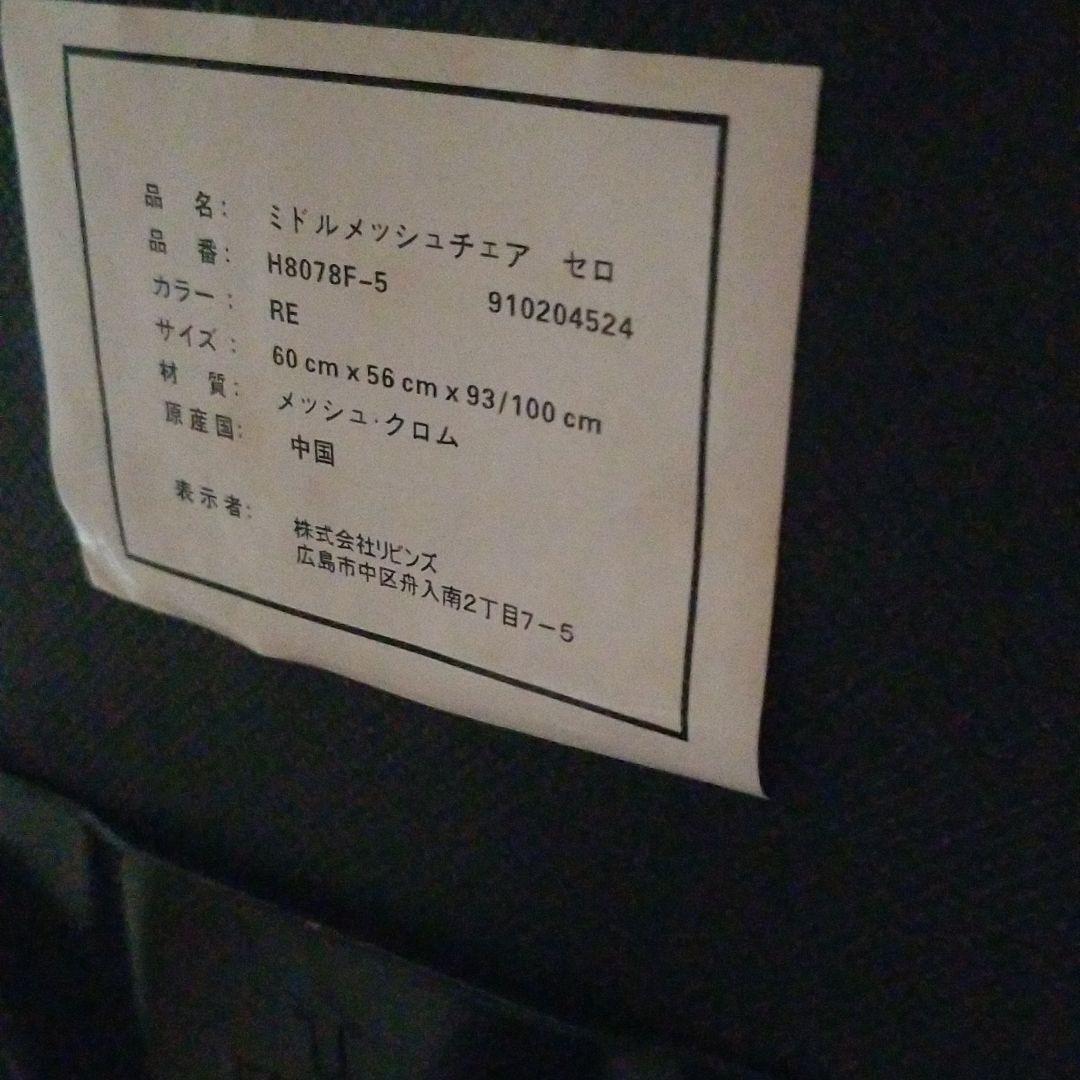 品 名: ミドルメッシュチェア セロ
品 番: H8078F-5 910204524
カラー: RE
サイズ: 60 cm x 56 cm x 93/100 cm
材 質: メッシュ・クロム
原産国: 中国
表示者: 株式会社リビンズ
広島市中区舟入南2丁目7-5